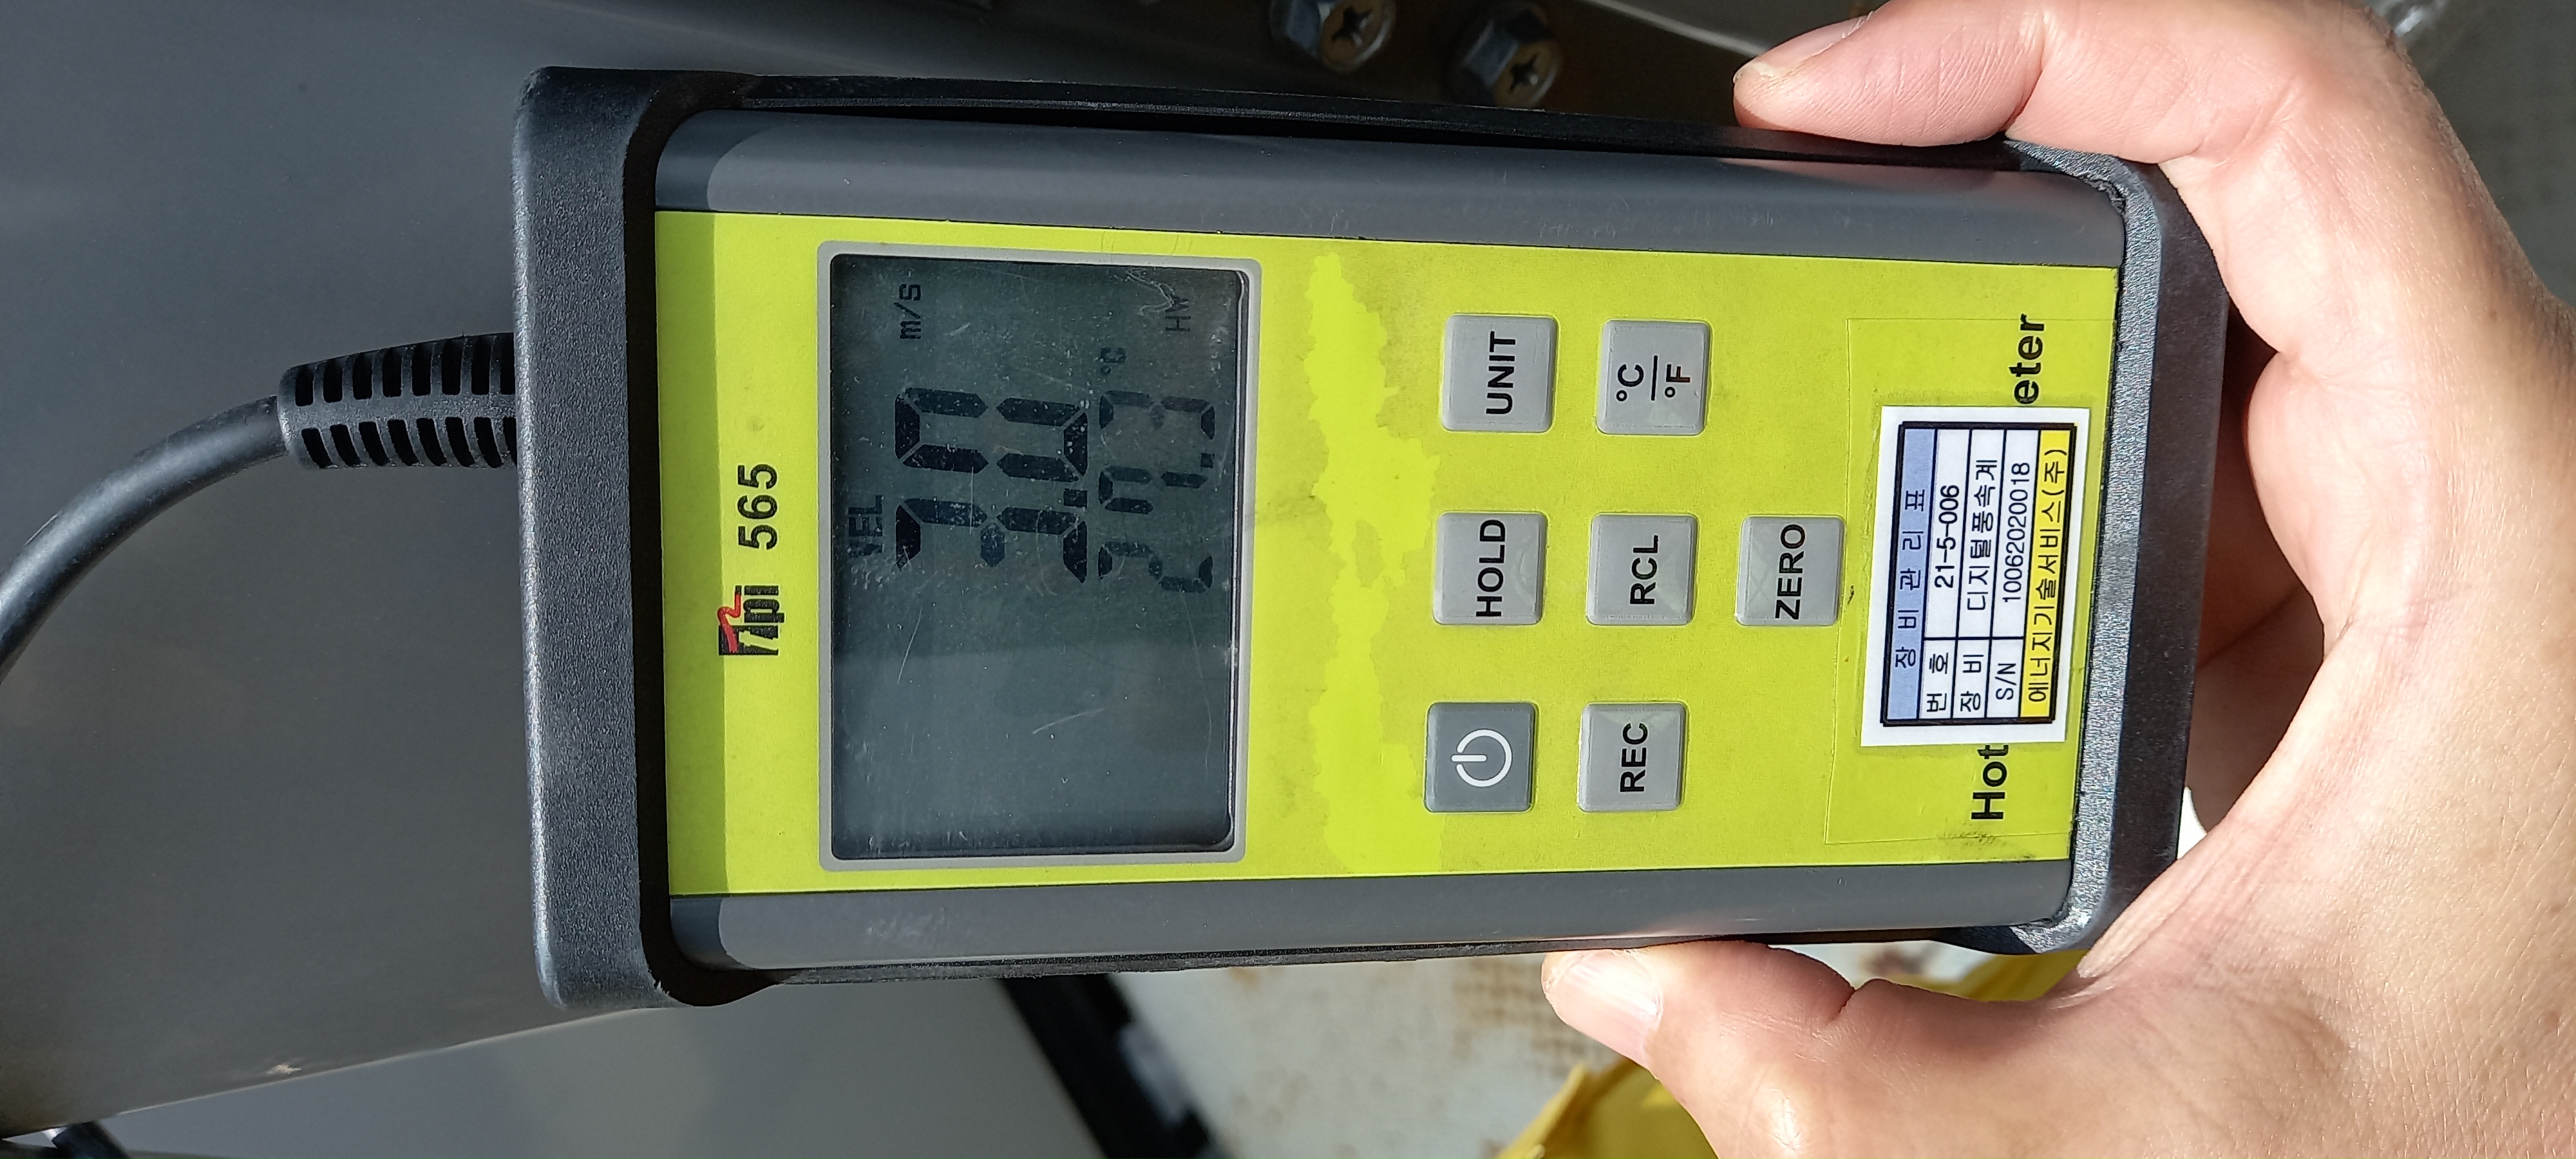 tpi 565
VEL
3.0 m/s
27.3 °C
HW
HOLD UNIT
REC RCL °C
°F
ZERO
장 비 관 리 표
번 호 21-5-006
장 비 디지털풍속계
S/N 10062020018
에너지기술서비스(주)
Hot eter